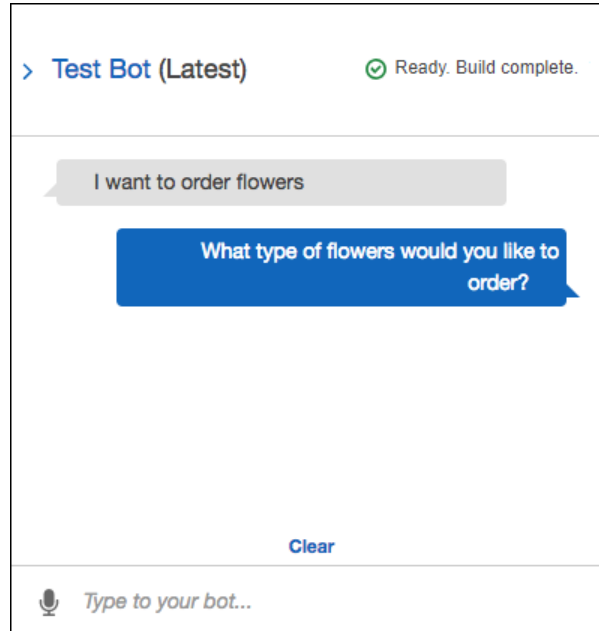 Test Bot (Latest)
Ready. Build complete.
I want to order flowers
What type of flowers would you like to
order?
Clear
Type to your bot...